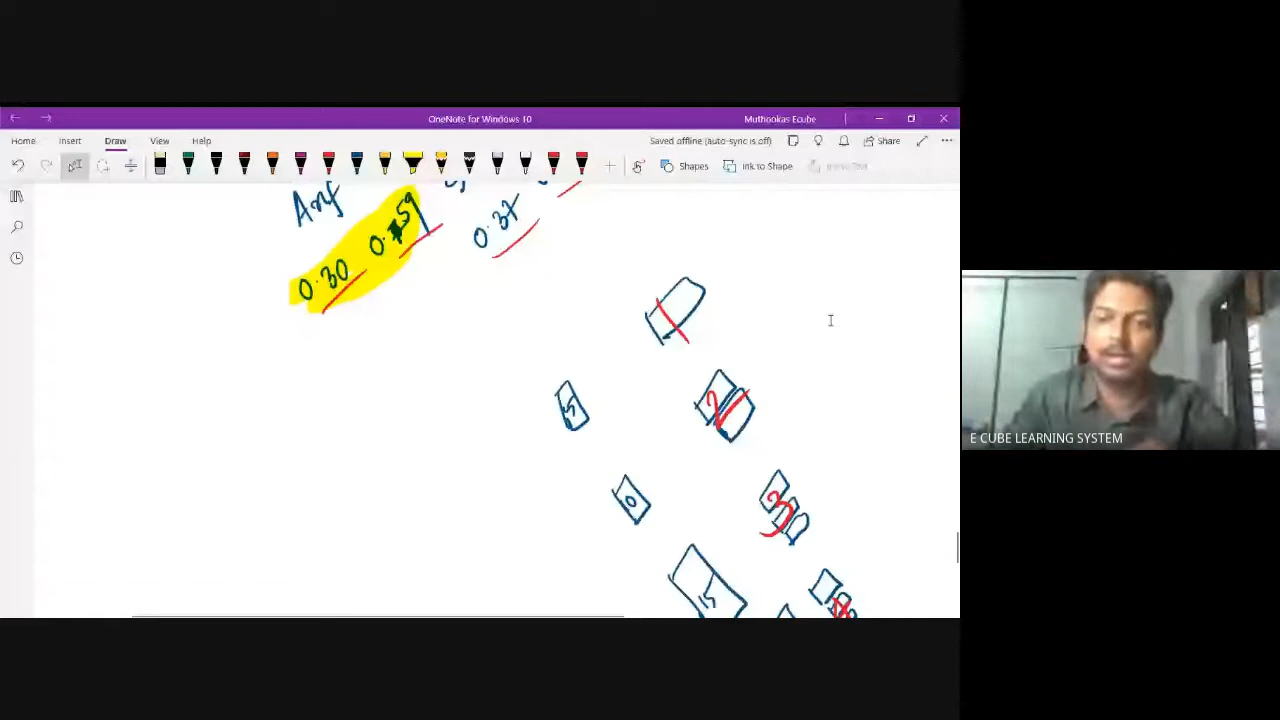 OneNote for Windows 10
Muthookas Ecube
Home Insert Draw View Help
Saved offline (auto-sync is off)
Share
Shapes
Ink to Shape
0.30
0.37
5
0
15
1
2
3
E CUBE LEARNING SYSTEM